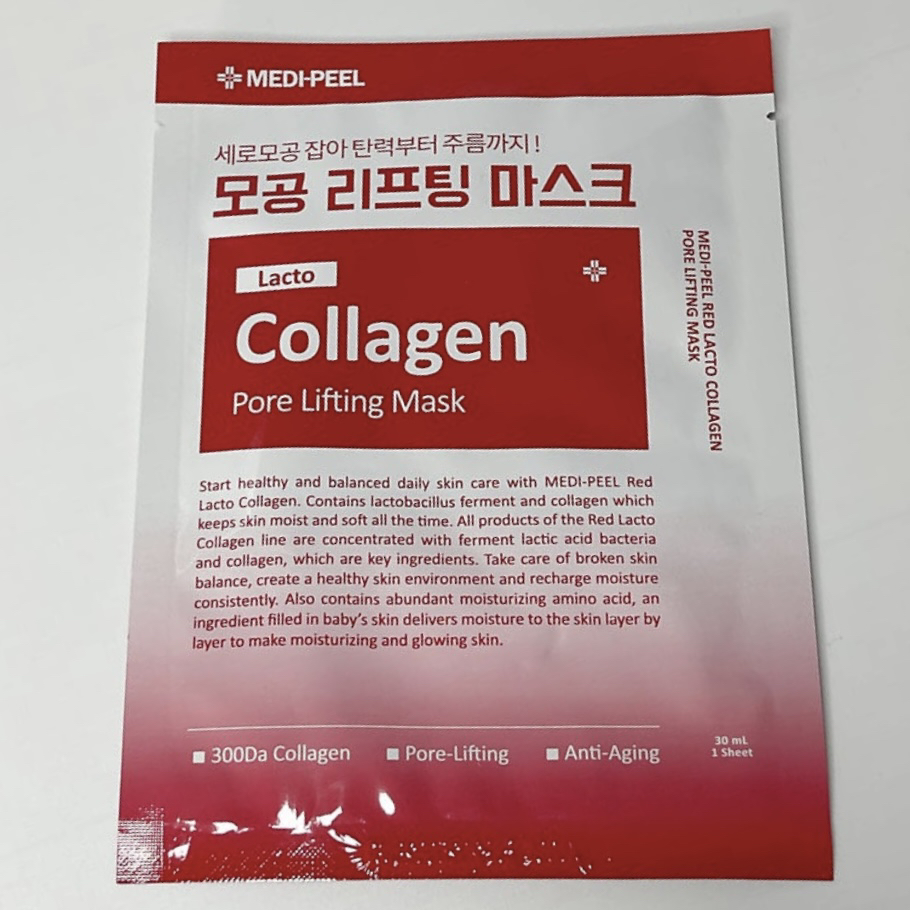 MEDI-PEEL
세로모공 잡아 탄력부터 주름까지!
모공 리프팅 마스크
Lacto
Collagen
Pore Lifting Mask
MEDI-PEEL RED LACTO COLLAGEN
PORE LIFTING MASK
Start healthy and balanced daily skin care with MEDI-PEEL Red
Lacto Collagen. Contains lactobacillus ferment and collagen which
keeps skin moist and soft all the time. All products of the Red Lacto
Collagen line are concentrated with ferment lactic acid bacteria
and collagen, which are key ingredients. Take care of broken skin
balance, create a healthy skin environment and recharge moisture
consistently. Also contains abundant moisturizing amino acid, an
ingredient filled in baby's skin delivers moisture to the skin layer by
layer to make moisturizing and glowing skin.
300Da Collagen
Pore-Lifting
Anti-Aging
30 mL
1 Sheet